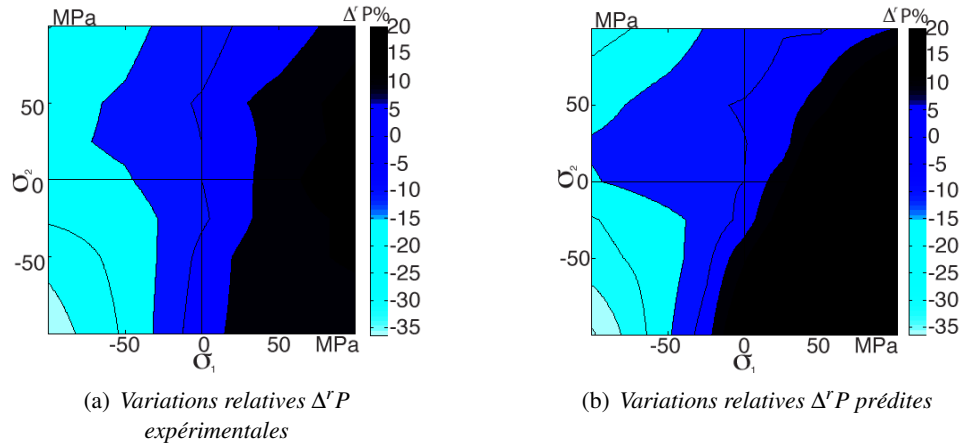 MPa
Δʳ P%
20
15
10
5
0
-5
-10
-15
-20
-25
-30
-35
50
0
-50
σ₂
-50
0
50
MPa
σ₁
(a) Variations relatives ΔʳP
expérimentales
MPa
Δʳ P%
20
15
10
5
0
-5
-10
-15
-20
-25
-30
-35
50
0
-50
σ₂
-50
0
50
MPa
σ₁
(b) Variations relatives ΔʳP prédites